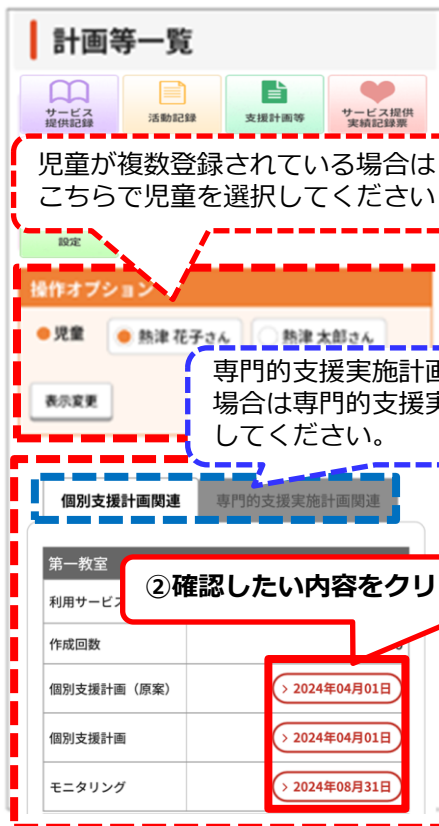 計画等一覧
サービス
提供記録
活動記録
支援計画等
サービス提供
実績記録票
児童が複数登録されている場合は
こちらで児童を選択してください
設定
操作オプション
児童
熱津 花子さん
熱津 太郎さん
表示変更
専門的支援実施計画
場合は専門的支援実
してください。
個別支援計画関連
専門的支援実施計画関連
第一教室
利用サービス
②確認したい内容をクリ
作成回数
個別支援計画（原案）
> 2024年04月01日
個別支援計画
> 2024年04月01日
モニタリング
> 2024年08月31日